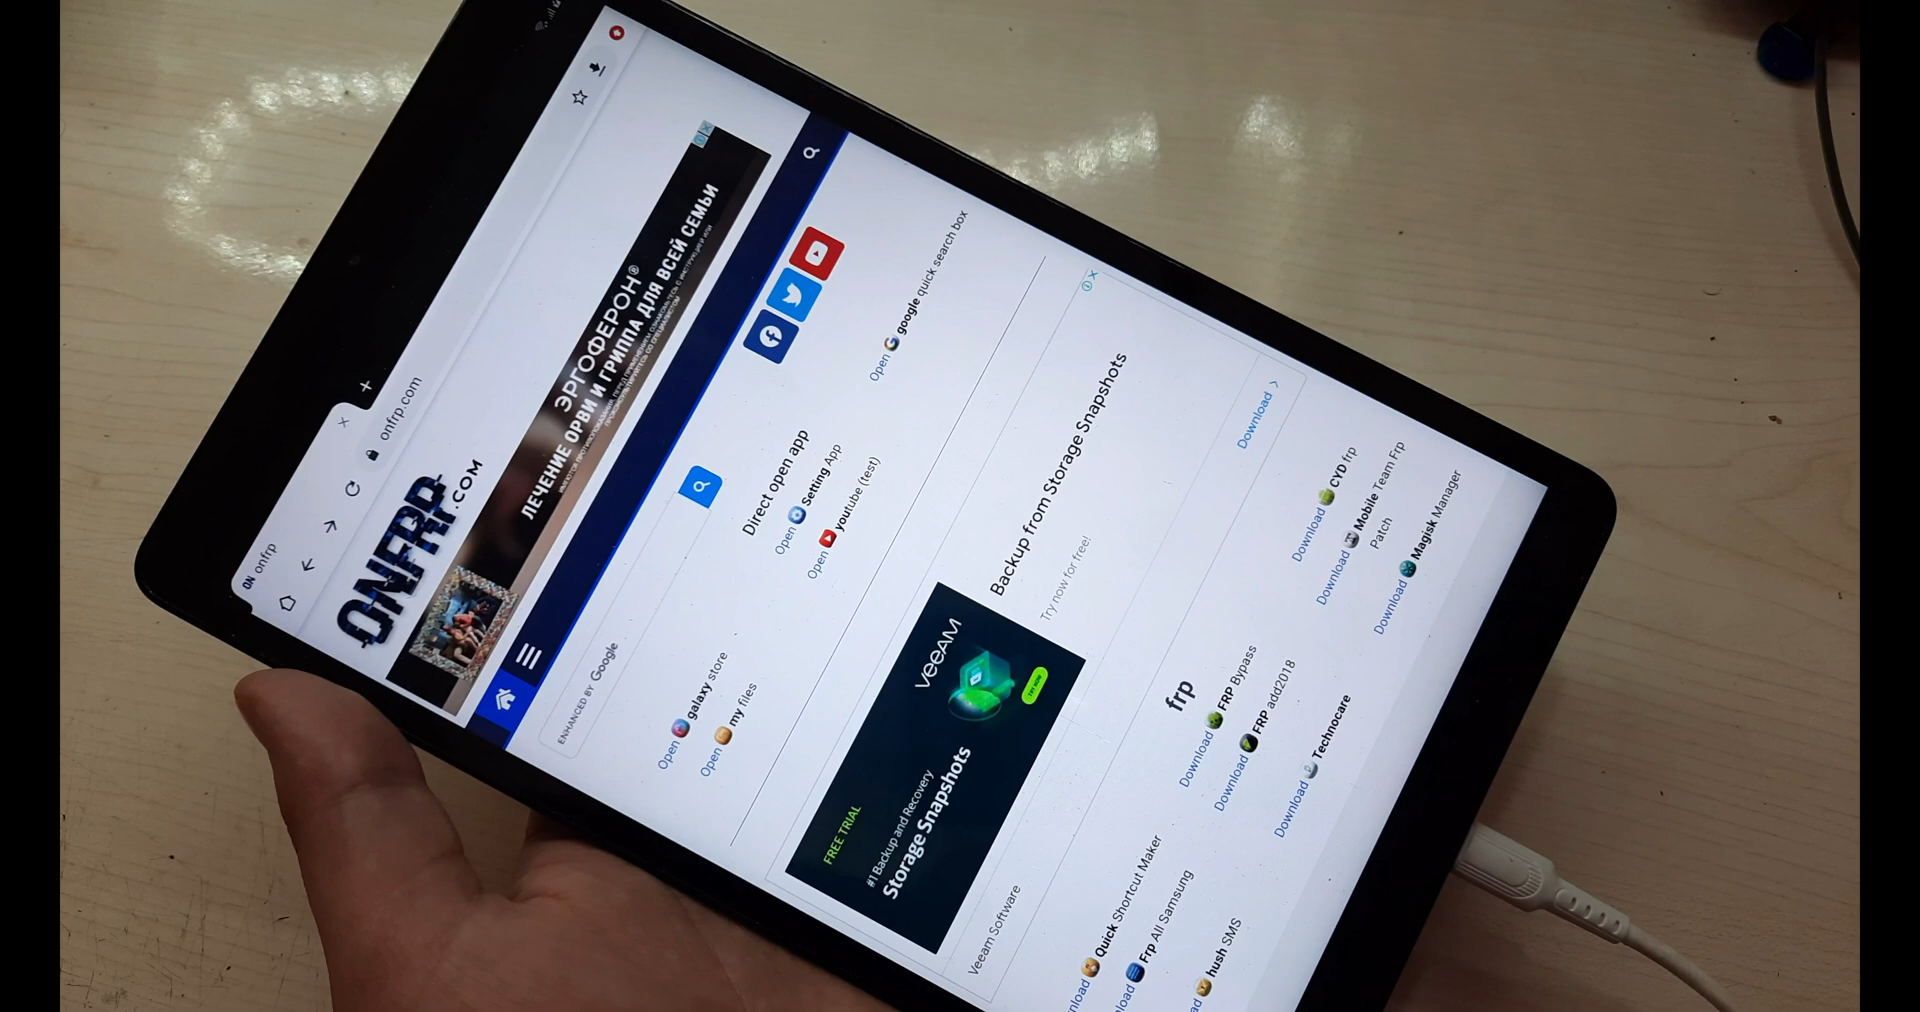 ON onfrp
onfrp.com
ONFRP
.COM
ЭРГОФЕРОН®
ЛЕЧЕНИЕ ОРВИ И ГРИППА ДЛЯ ВСЕЙ СЕМЬИ
ENHANCED BY Google
Direct open app
Open galaxy store
Open Setting App
Open google quick search box
Open my files
Open youtube (test)
FREE TRIAL
veeAM
#1 Backup and Recovery
Storage Snapshots
TRY NOW
Backup from Storage Snapshots
Try now for free!
Veeam Software
Download >
frp
Quick Shortcut Maker
Download FRP Bypass
Download CYD frp
Frp All Samsung
Download FRP add2018
Download Mobile Team Frp
Patch
hush SMS
Download Technocare
Download Magisk Manager